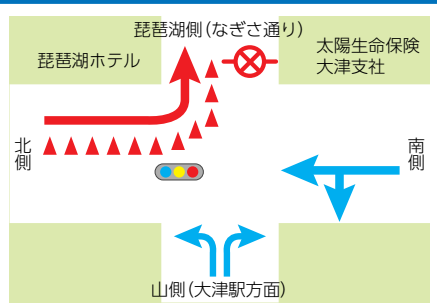 琵琶湖側(なぎさ通り)
琵琶湖ホテル
太陽生命保険
大津支社
北側
南側
山側(大津駅方面)